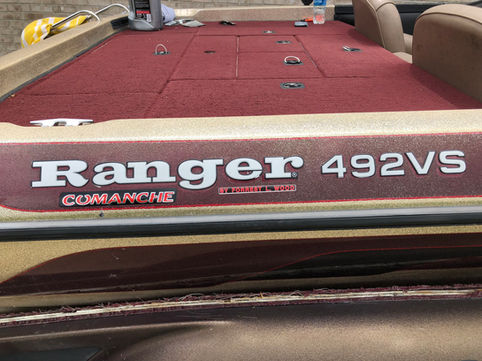 Ranger 492VS
COMANCHE BY FORREST L. WOOD